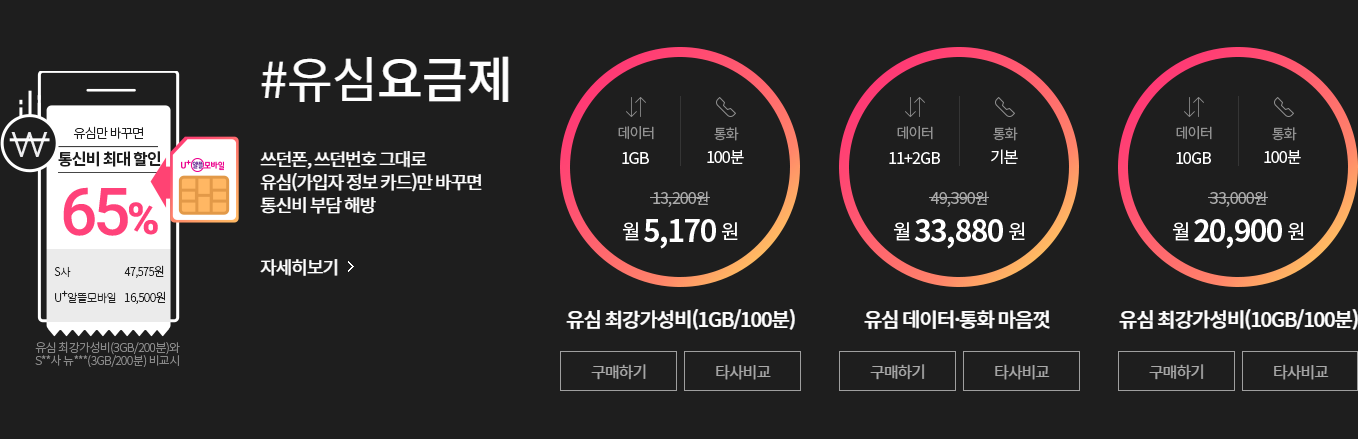 유심만 바꾸면
통신비 최대 할인
65%
U+알뜰모바일
S사 47,575원
U+알뜰모바일 16,500원
유심 최강가성비(3GB/200분)와
S**사 뉴***(3GB/200분) 비교시
#유심요금제
쓰던폰, 쓰던번호 그대로
유심(가입자 정보 카드)만 바꾸면
통신비 부담 해방
자세히보기
데이터 통화
1GB 100분
13,200원
월 5,170 원
유심 최강가성비(1GB/100분)
구매하기 타사비교
데이터 통화
11+2GB 기본
49,390원
월 33,880 원
유심 데이터·통화 마음껏
구매하기 타사비교
데이터 통화
10GB 100분
33,000원
월 20,900 원
유심 최강가성비(10GB/100분)
구매하기 타사비교